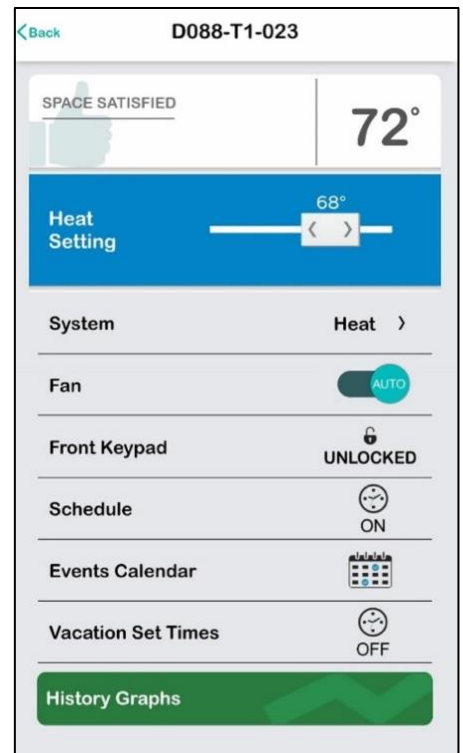 Back
D088-T1-023
SPACE SATISFIED
72°
68°
Heat
Setting
System
Heat
Fan
AUTO
Front Keypad
UNLOCKED
Schedule
ON
Events Calendar
Vacation Set Times
OFF
History Graphs